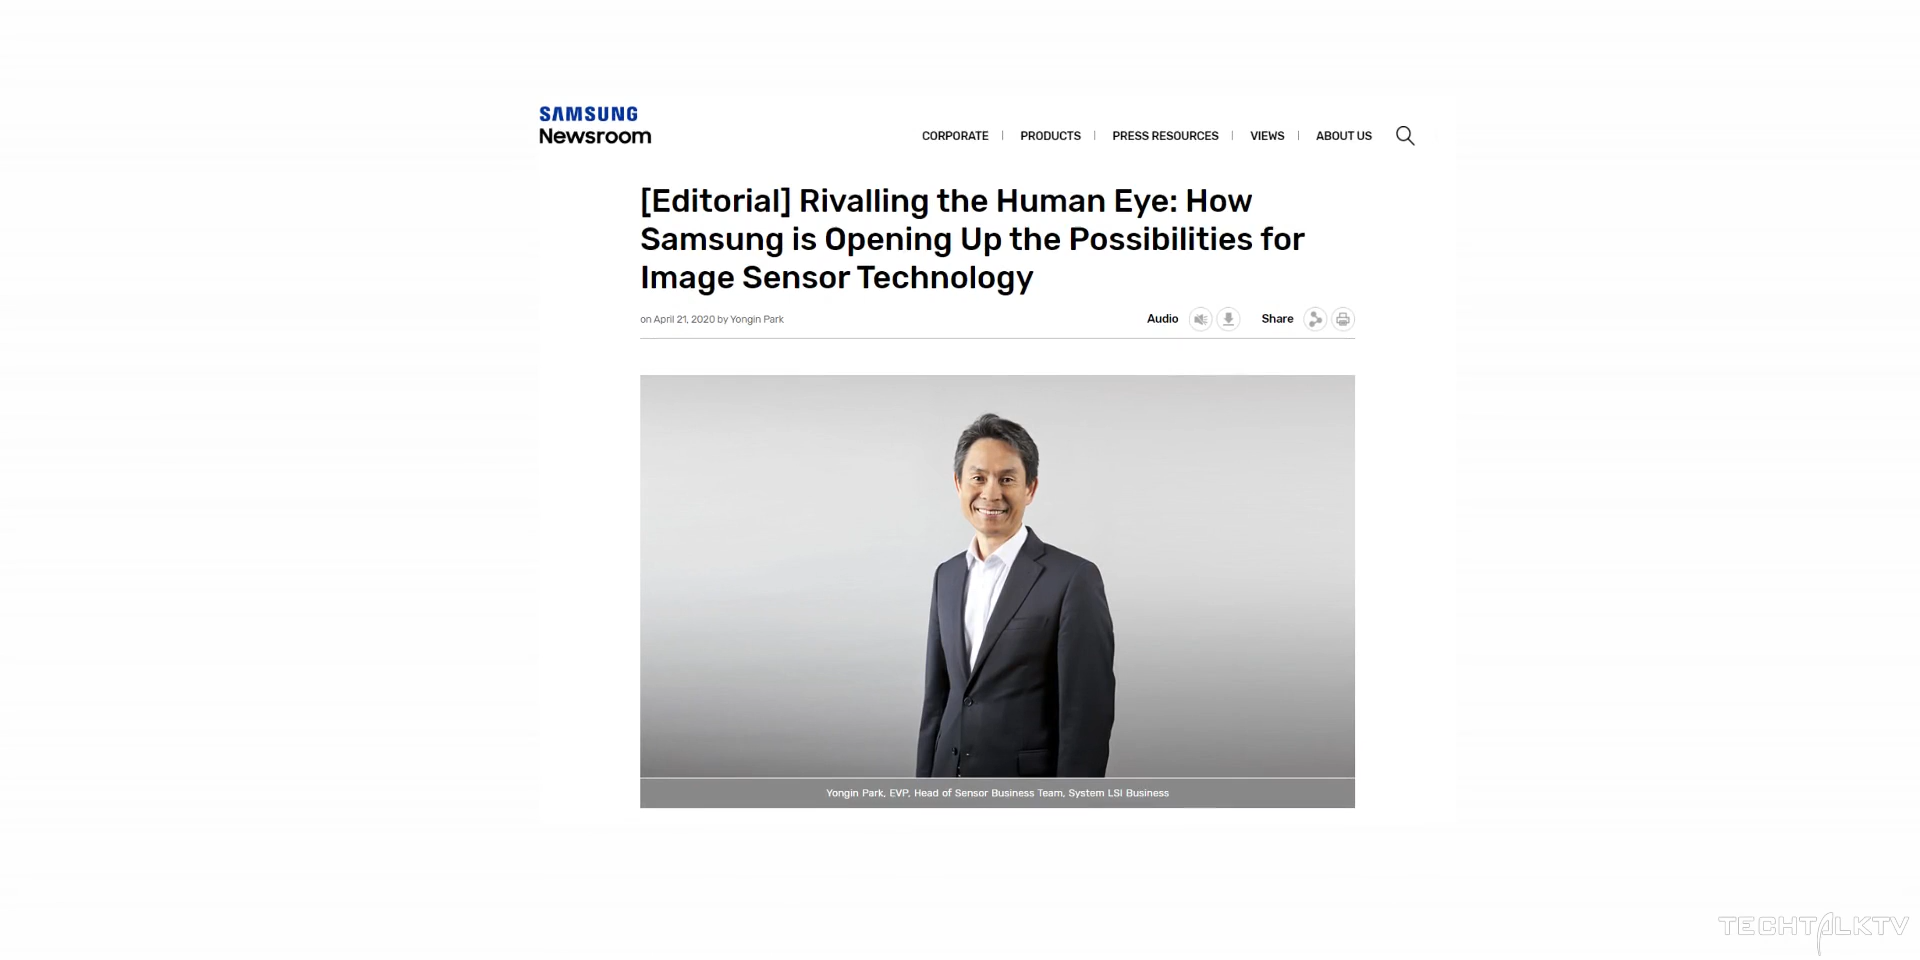 SAMSUNG
Newsroom
CORPORATE | PRODUCTS | PRESS RESOURCES | VIEWS | ABOUT US
[Editorial] Rivalling the Human Eye: How
Samsung is Opening Up the Possibilities for
Image Sensor Technology
on April 21, 2020 by Yongin Park
Audio
Share
Yongin Park, EVP, Head of Sensor Business Team, System LSI Business
TECHTALKTV